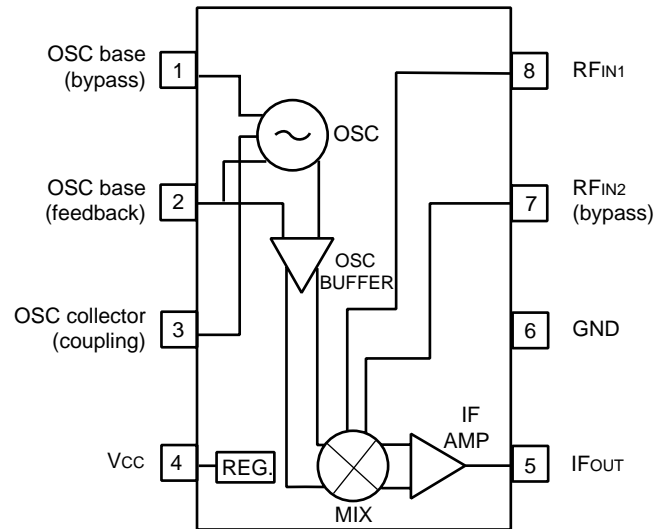 OSC base
(bypass)
1
OSC
OSC base
(feedback)
2
OSC
BUFFER
OSC collector
(coupling)
3
VCC
4
REG.
MIX
IF
AMP
8
RFIN1
7
RFIN2
(bypass)
6
GND
5
IFOUT